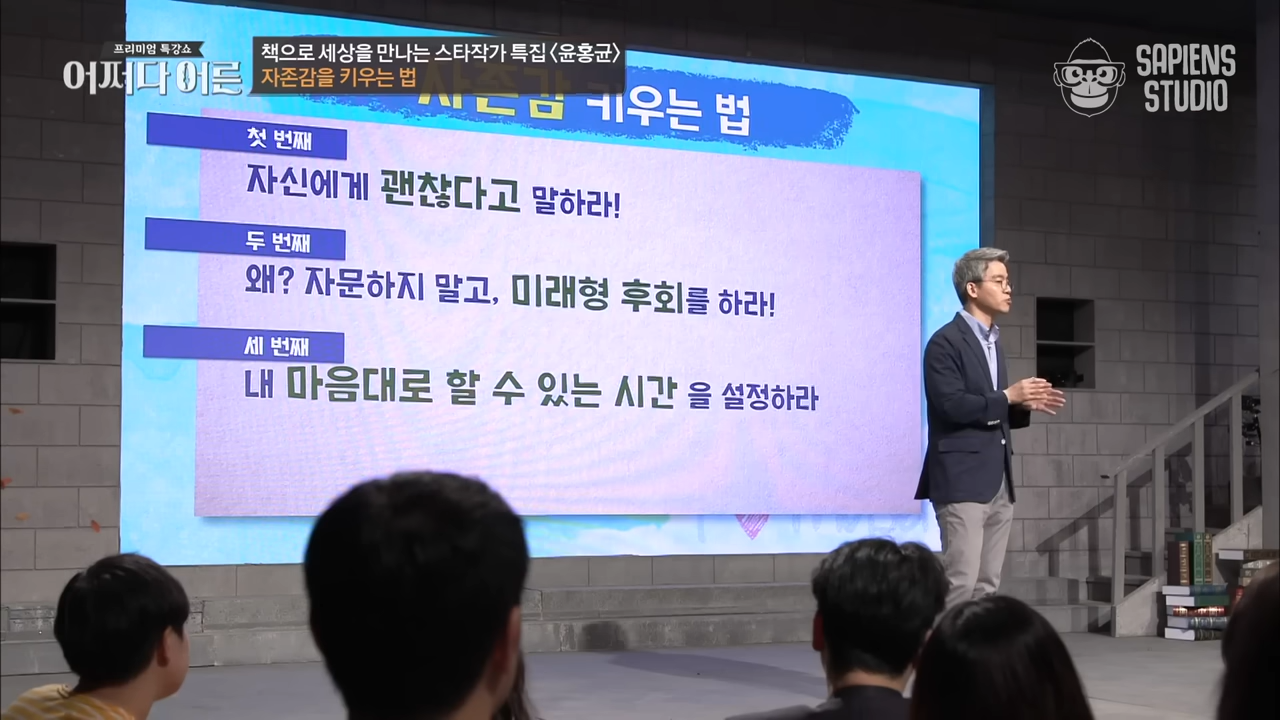 프리미엄 특강쇼
어쩌다 어른
책으로 세상을 만나는 스타작가 특집〈윤홍균〉
자존감을 키우는 법
SAPIENS
STUDIO
자존감 키우는 법
첫 번째
자신에게 괜찮다고 말하라!
두 번째
왜? 자문하지 말고, 미래형 후회를 하라!
세 번째
내 마음대로 할 수 있는 시간 을 설정하라